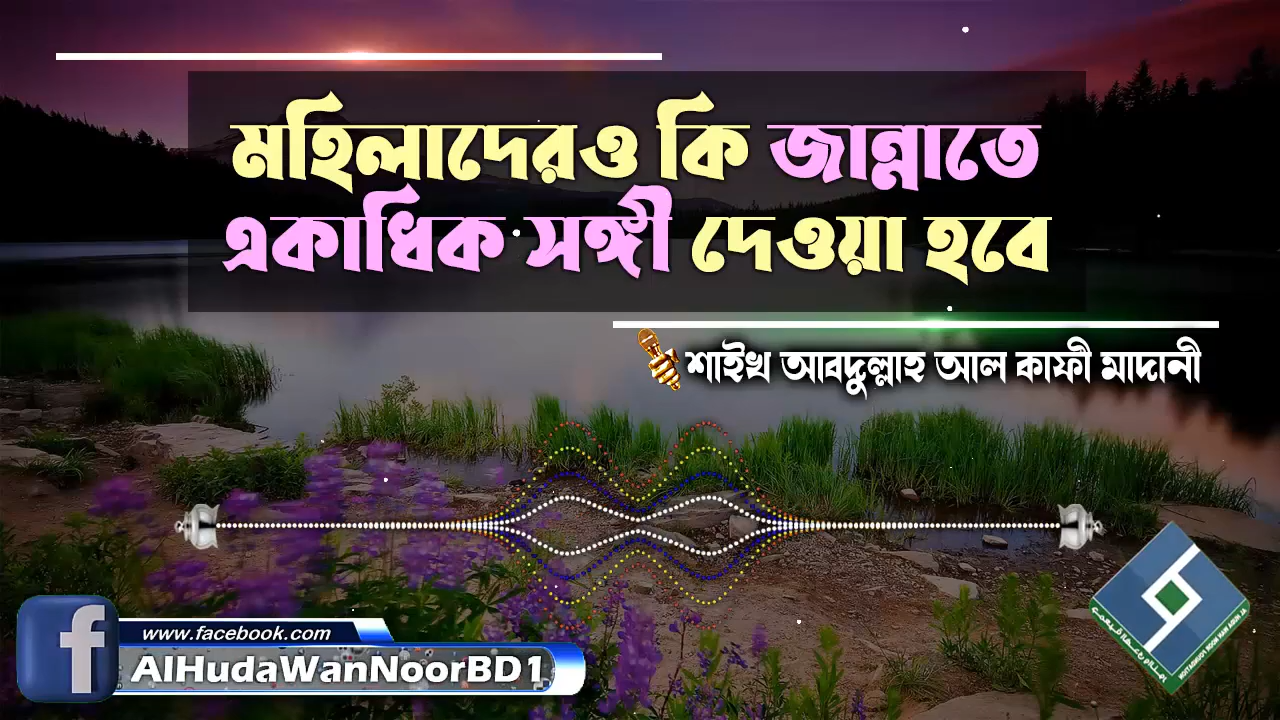 মহিলাদেরও কি জান্নাতে
একাধিক সঙ্গী দেওয়া হবে
শাইখ আবদুল্লাহ আল কাফী মাদানী
www.facebook.com
AlHudaWanNoorBD1